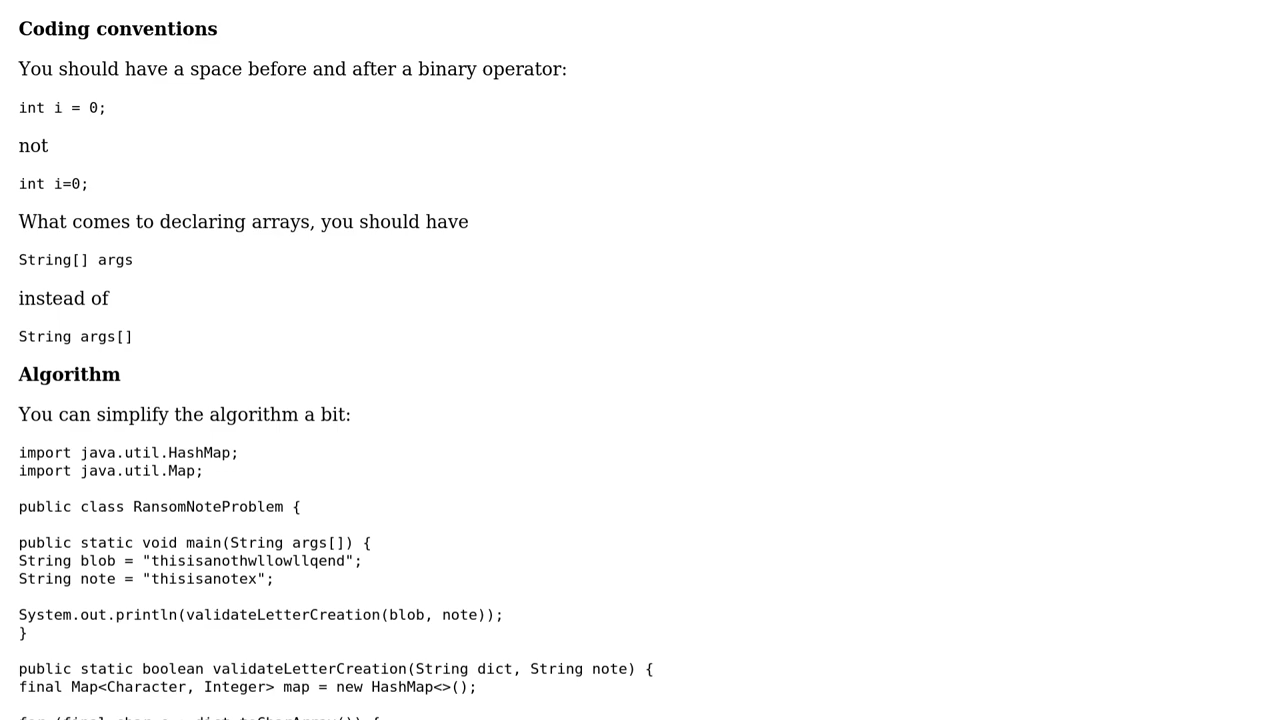 Coding conventions
You should have a space before and after a binary operator:
int i = 0;
not
int i=0;
What comes to declaring arrays, you should have
String[] args
instead of
String args[]
Algorithm
You can simplify the algorithm a bit:
import java.util.HashMap;
import java.util.Map;
public class RansomNoteProblem {
public static void main(String args[]) {
String blob = "thisisanothwllowllqend";
String note = "thisisanotex";
System.out.println(validateLetterCreation(blob, note));
}
public static boolean validateLetterCreation(String dict, String note) {
final Map<Character, Integer> map = new HashMap<>();